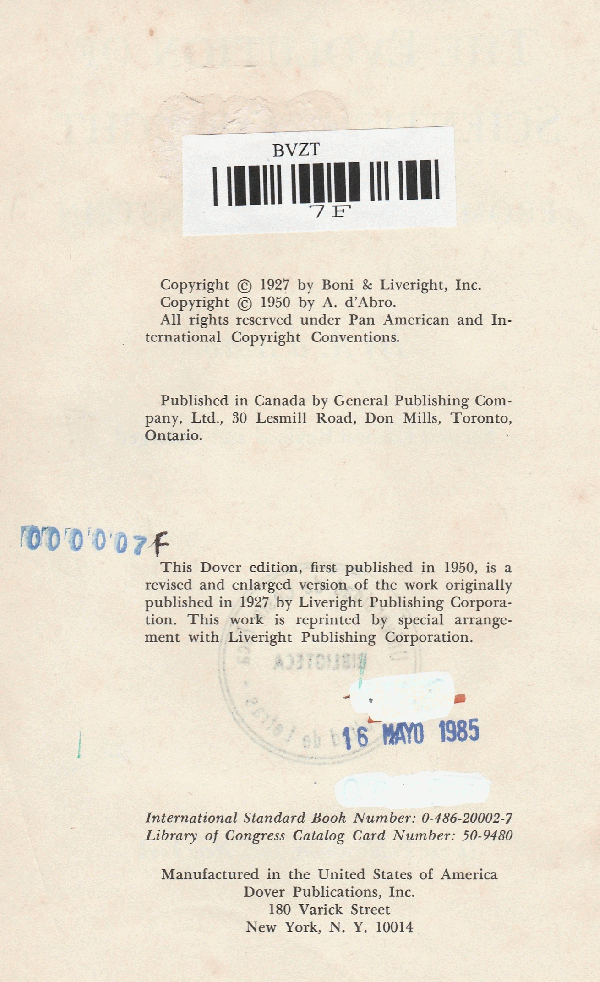 BVZT
7F
Copyright © 1927 by Boni & Liveright, Inc.
Copyright © 1950 by A. d'Abro.
All rights reserved under Pan American and In-
ternational Copyright Conventions.
Published in Canada by General Publishing Com-
pany, Ltd., 30 Lesmill Road, Don Mills, Toronto,
Ontario.
000007F
This Dover edition, first published in 1950, is a
revised and enlarged version of the work originally
published in 1927 by Liveright Publishing Corpora-
tion. This work is reprinted by special arrange-
ment with Liveright Publishing Corporation.
BIBLIOTECA
16 MAYO 1985
International Standard Book Number: 0-486-20002-7
Library of Congress Catalog Card Number: 50-9480
Manufactured in the United States of America
Dover Publications, Inc.
180 Varick Street
New York, N. Y. 10014